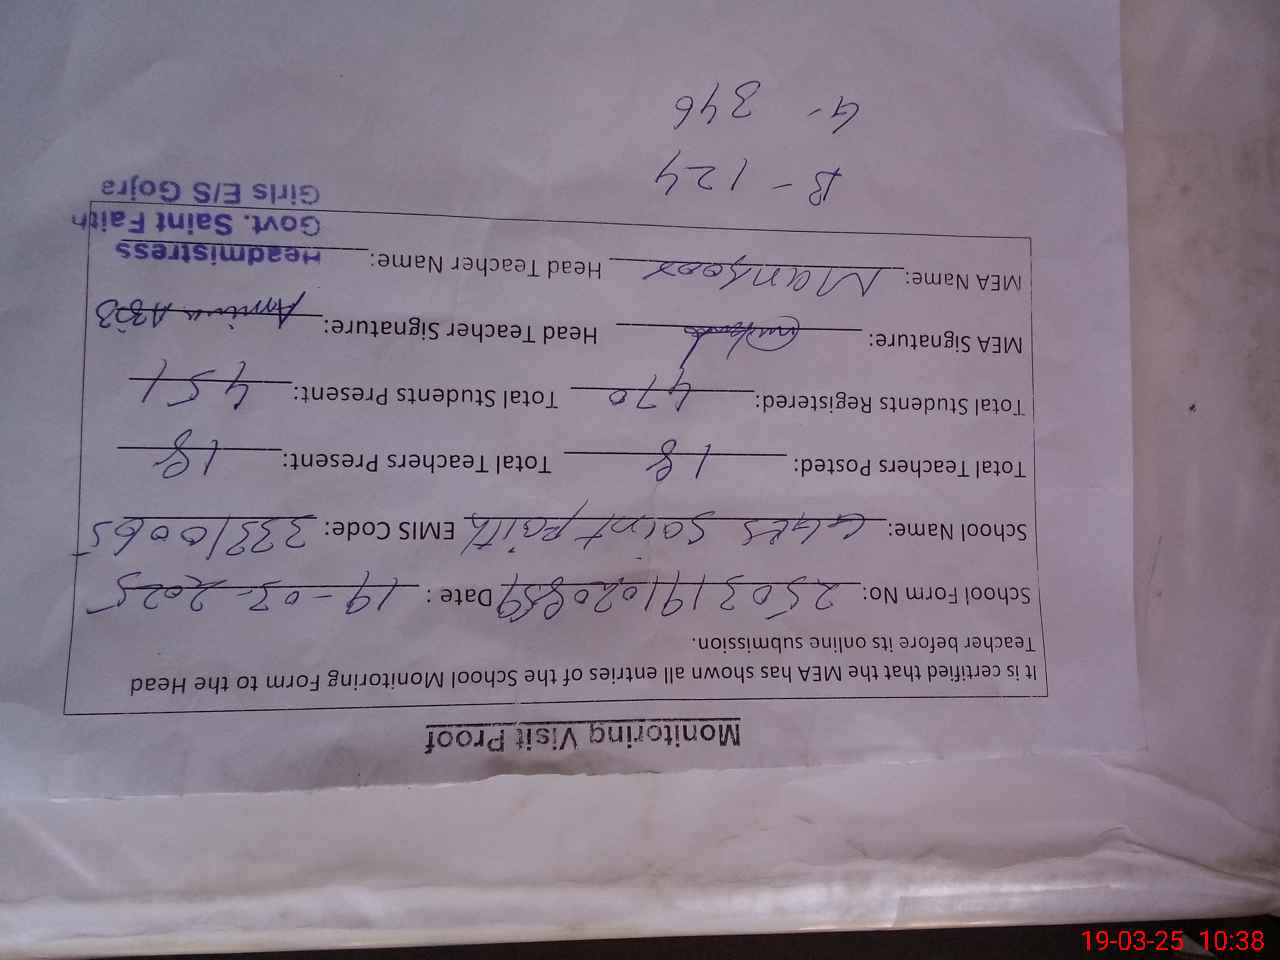 Monitoring Visit Proof
It is certified that the MEA has shown all entries of the School Monitoring Form to the Head
Teacher before its online submission.
School Form No: 2503191020859 Date : 19-03-2025
School Name: GGES Saint Faith EMIS Code: 33310065
Total Teachers Posted: 18 Total Teachers Present: 18
Total Students Registered: 470 Total Students Present: 451
MEA Signature: Head Teacher Signature:
MEA Name: Mansoor Head Teacher Name: Headmistress
Govt. Saint Faith
Girls E/S Gojra
B - 124
G - 346
19-03-25 10:38